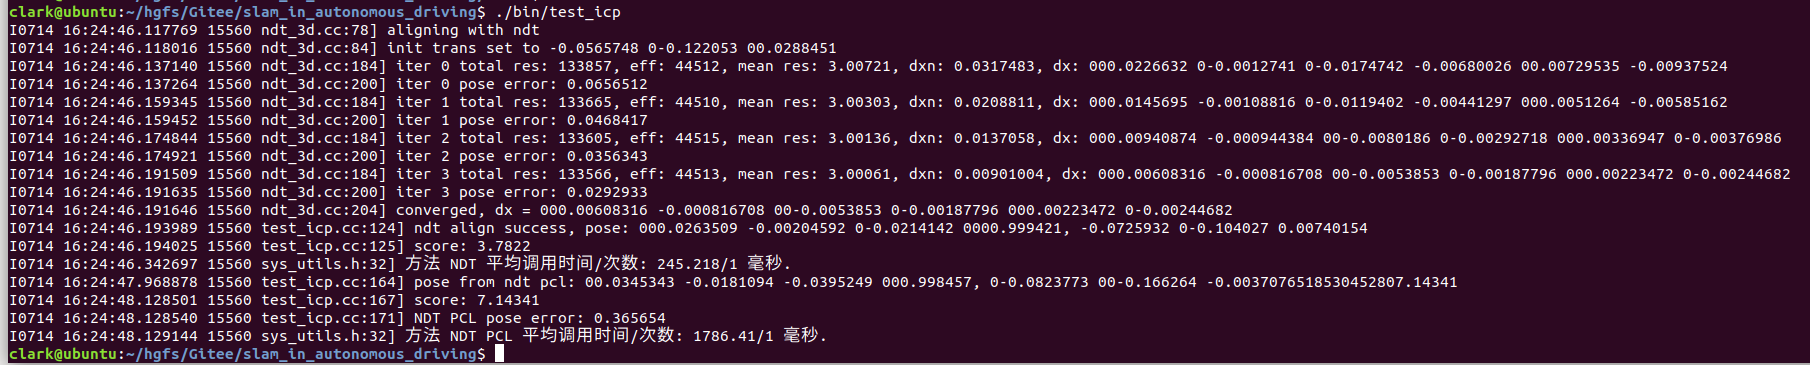 clark@ubuntu:~/hgfs/Gitee/slam_in_autonomous_driving$ ./bin/test_icp
I0714 16:24:46.117769 15560 ndt_3d.cc:78] aligning with ndt
I0714 16:24:46.118016 15560 ndt_3d.cc:84] init trans set to -0.0565748 0-0.122053 00.0288451
I0714 16:24:46.137140 15560 ndt_3d.cc:184] iter 0 total res: 133857, eff: 44512, mean res: 3.00721, dxn: 0.0317483, dx: 000.0226632 0-0.0012741 0-0.0174742 -0.00680026 00.00729535 -0.00937524
I0714 16:24:46.137264 15560 ndt_3d.cc:200] iter 0 pose error: 0.0656512
I0714 16:24:46.159345 15560 ndt_3d.cc:184] iter 1 total res: 133665, eff: 44510, mean res: 3.00303, dxn: 0.0208811, dx: 000.0145695 -0.00108816 0-0.0119402 -0.00441297 000.0051264 -0.00585162
I0714 16:24:46.159452 15560 ndt_3d.cc:200] iter 1 pose error: 0.0468417
I0714 16:24:46.174844 15560 ndt_3d.cc:184] iter 2 total res: 133605, eff: 44515, mean res: 3.00136, dxn: 0.0137058, dx: 000.00940874 -0.000944384 00-0.0080186 0-0.00292718 000.00336947 0-0.00376986
I0714 16:24:46.174921 15560 ndt_3d.cc:200] iter 2 pose error: 0.0356343
I0714 16:24:46.191509 15560 ndt_3d.cc:184] iter 3 total res: 133566, eff: 44513, mean res: 3.00061, dxn: 0.00901004, dx: 000.00608316 -0.000816708 00-0.0053853 0-0.00187796 000.00223472 0-0.00244682
I0714 16:24:46.191635 15560 ndt_3d.cc:200] iter 3 pose error: 0.0292933
I0714 16:24:46.191646 15560 ndt_3d.cc:204] converged, dx = 000.00608316 -0.000816708 00-0.0053853 0-0.00187796 000.00223472 0-0.00244682
I0714 16:24:46.193989 15560 test_icp.cc:124] ndt align success, pose: 000.0263509 -0.00204592 0-0.0214142 0000.999421, -0.0725932 0-0.104027 0.00740154
I0714 16:24:46.194025 15560 test_icp.cc:125] score: 3.7822
I0714 16:24:46.342697 15560 sys_utils.h:32] 方法 NDT 平均调用时间/次数: 245.218/1 毫秒.
I0714 16:24:47.968878 15560 test_icp.cc:164] pose from ndt pcl: 00.0345343 -0.0181094 -0.0395249 000.998457, 0-0.0823773 00-0.166264 -0.0037076518530452807.14341
I0714 16:24:48.128501 15560 test_icp.cc:167] score: 7.14341
I0714 16:24:48.128540 15560 test_icp.cc:171] NDT PCL pose error: 0.365654
I0714 16:24:48.129144 15560 sys_utils.h:32] 方法 NDT PCL 平均调用时间/次数: 1786.41/1 毫秒.
clark@ubuntu:~/hgfs/Gitee/slam_in_autonomous_driving$